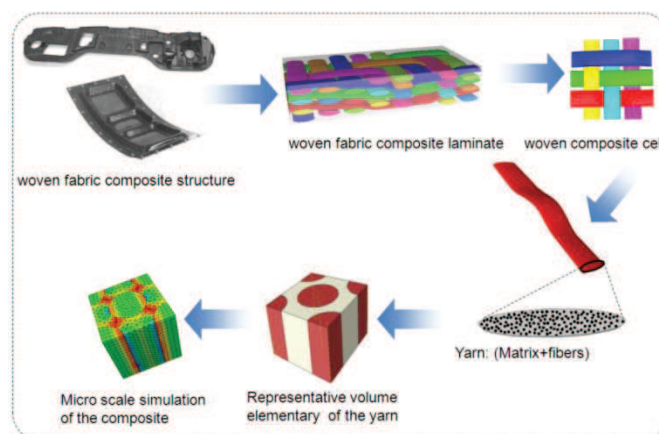 woven fabric composite structure
woven fabric composite laminate
woven composite cel
Yarn: (Matrix+fibers)
Representative volume
elementary of the yarn
Micro scale simulation
of the composite